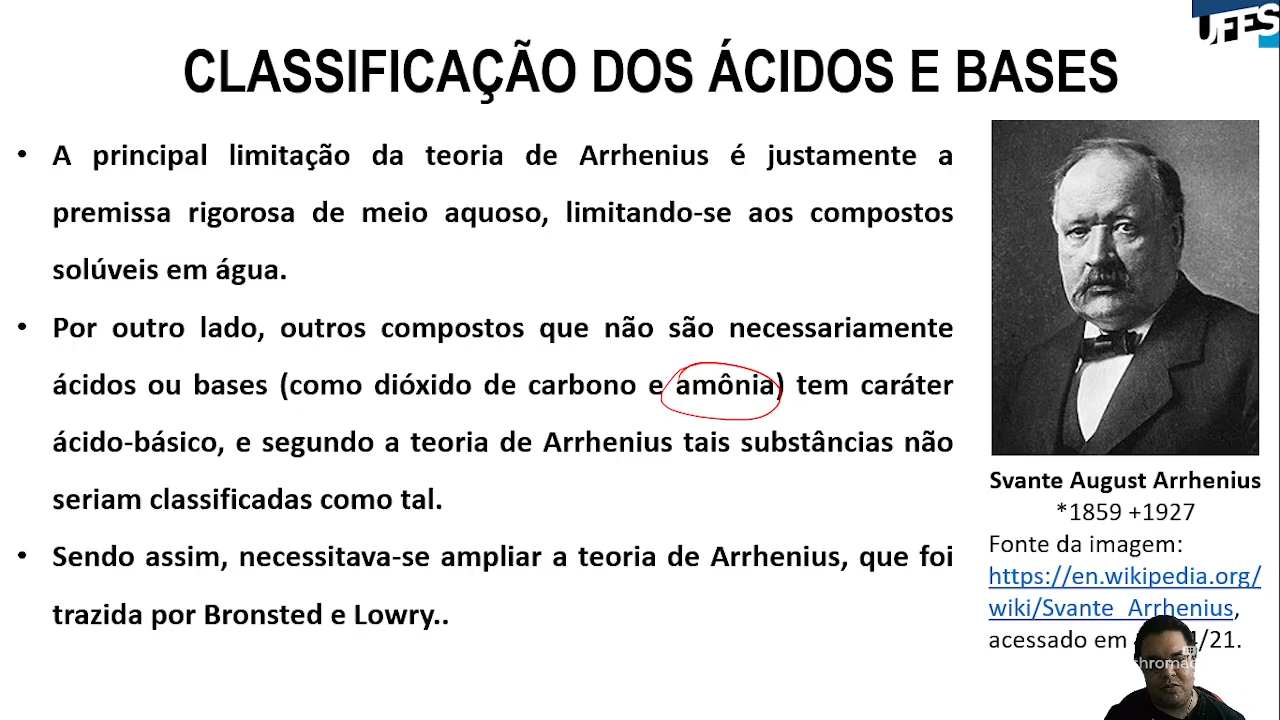 UFES
CLASSIFICAÇÃO DOS ÁCIDOS E BASES
• A principal limitação da teoria de Arrhenius é justamente a
premissa rigorosa de meio aquoso, limitando-se aos compostos
solúveis em água.
• Por outro lado, outros compostos que não são necessariamente
ácidos ou bases (como dióxido de carbono e amônia) tem caráter
ácido-básico, e segundo a teoria de Arrhenius tais substâncias não
seriam classificadas como tal.
• Sendo assim, necessitava-se ampliar a teoria de Arrhenius, que foi
trazida por Bronsted e Lowry..
Svante August Arrhenius
*1859 +1927
Fonte da imagem:
https://en.wikipedia.org/
wiki/Svante_Arrhenius,
acessado em /21.